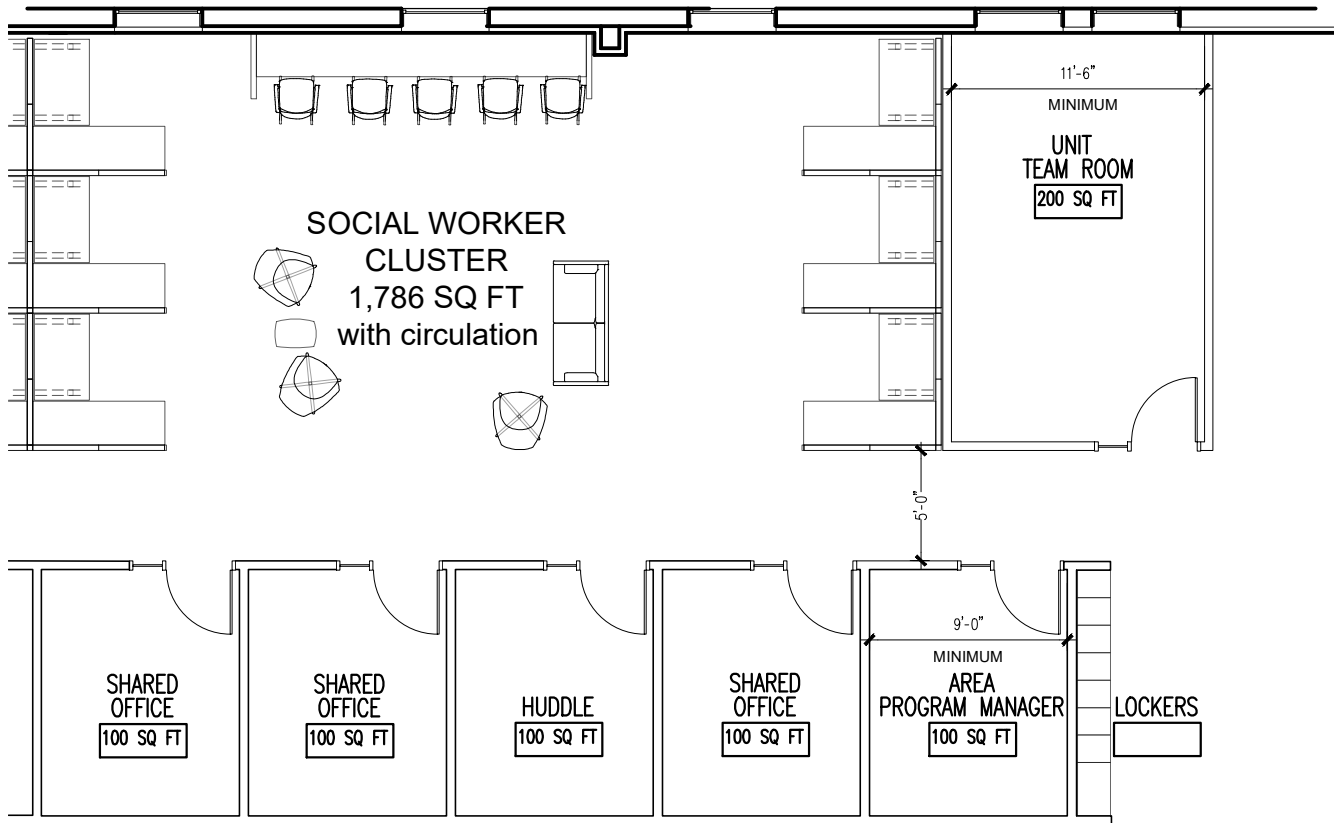 11'-6"
MINIMUM
UNIT
TEAM ROOM
200 SQ FT
SOCIAL WORKER
CLUSTER
1,786 SQ FT
with circulation
5'-0"
9'-0"
MINIMUM
SHARED
OFFICE
100 SQ FT
SHARED
OFFICE
100 SQ FT
HUDDLE
100 SQ FT
SHARED
OFFICE
100 SQ FT
AREA
PROGRAM MANAGER
100 SQ FT
LOCKERS